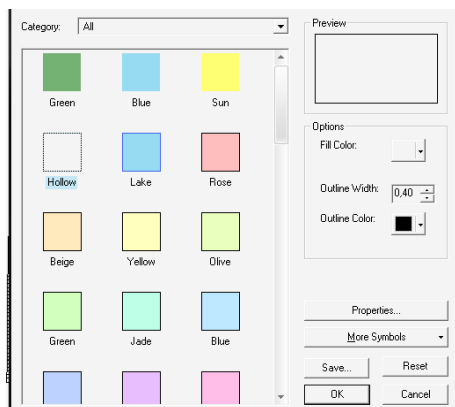 Category: All
Preview
Green Blue Sun
Options
Fill Color:
Hollow Lake Rose
Outline Width: 0,40
Outline Color:
Beige Yellow Olive
Properties...
Green Jade Blue
More Symbols
Save... Reset
OK Cancel